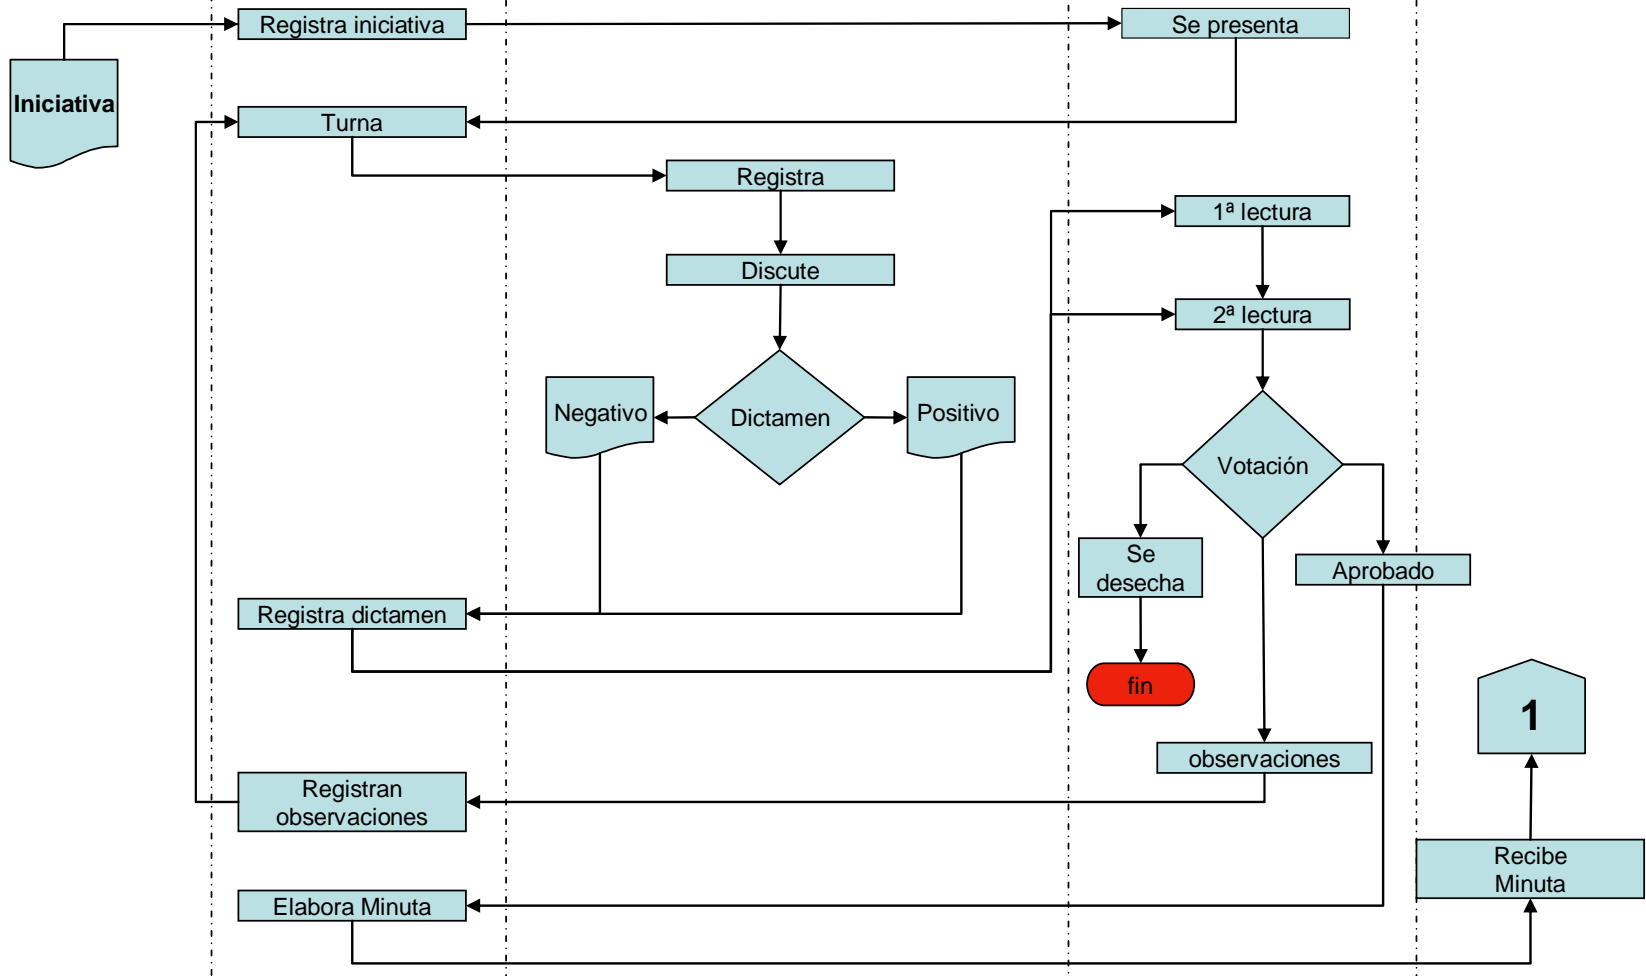 Registra iniciativa
Se presenta
Iniciativa
Turna
Registra
1ª lectura
Discute
2ª lectura
Negativo
Dictamen
Positivo
Votación
Se
desecha
Aprobado
Registra dictamen
fin
1
observaciones
Registran
observaciones
Recibe
Minuta
Elabora Minuta